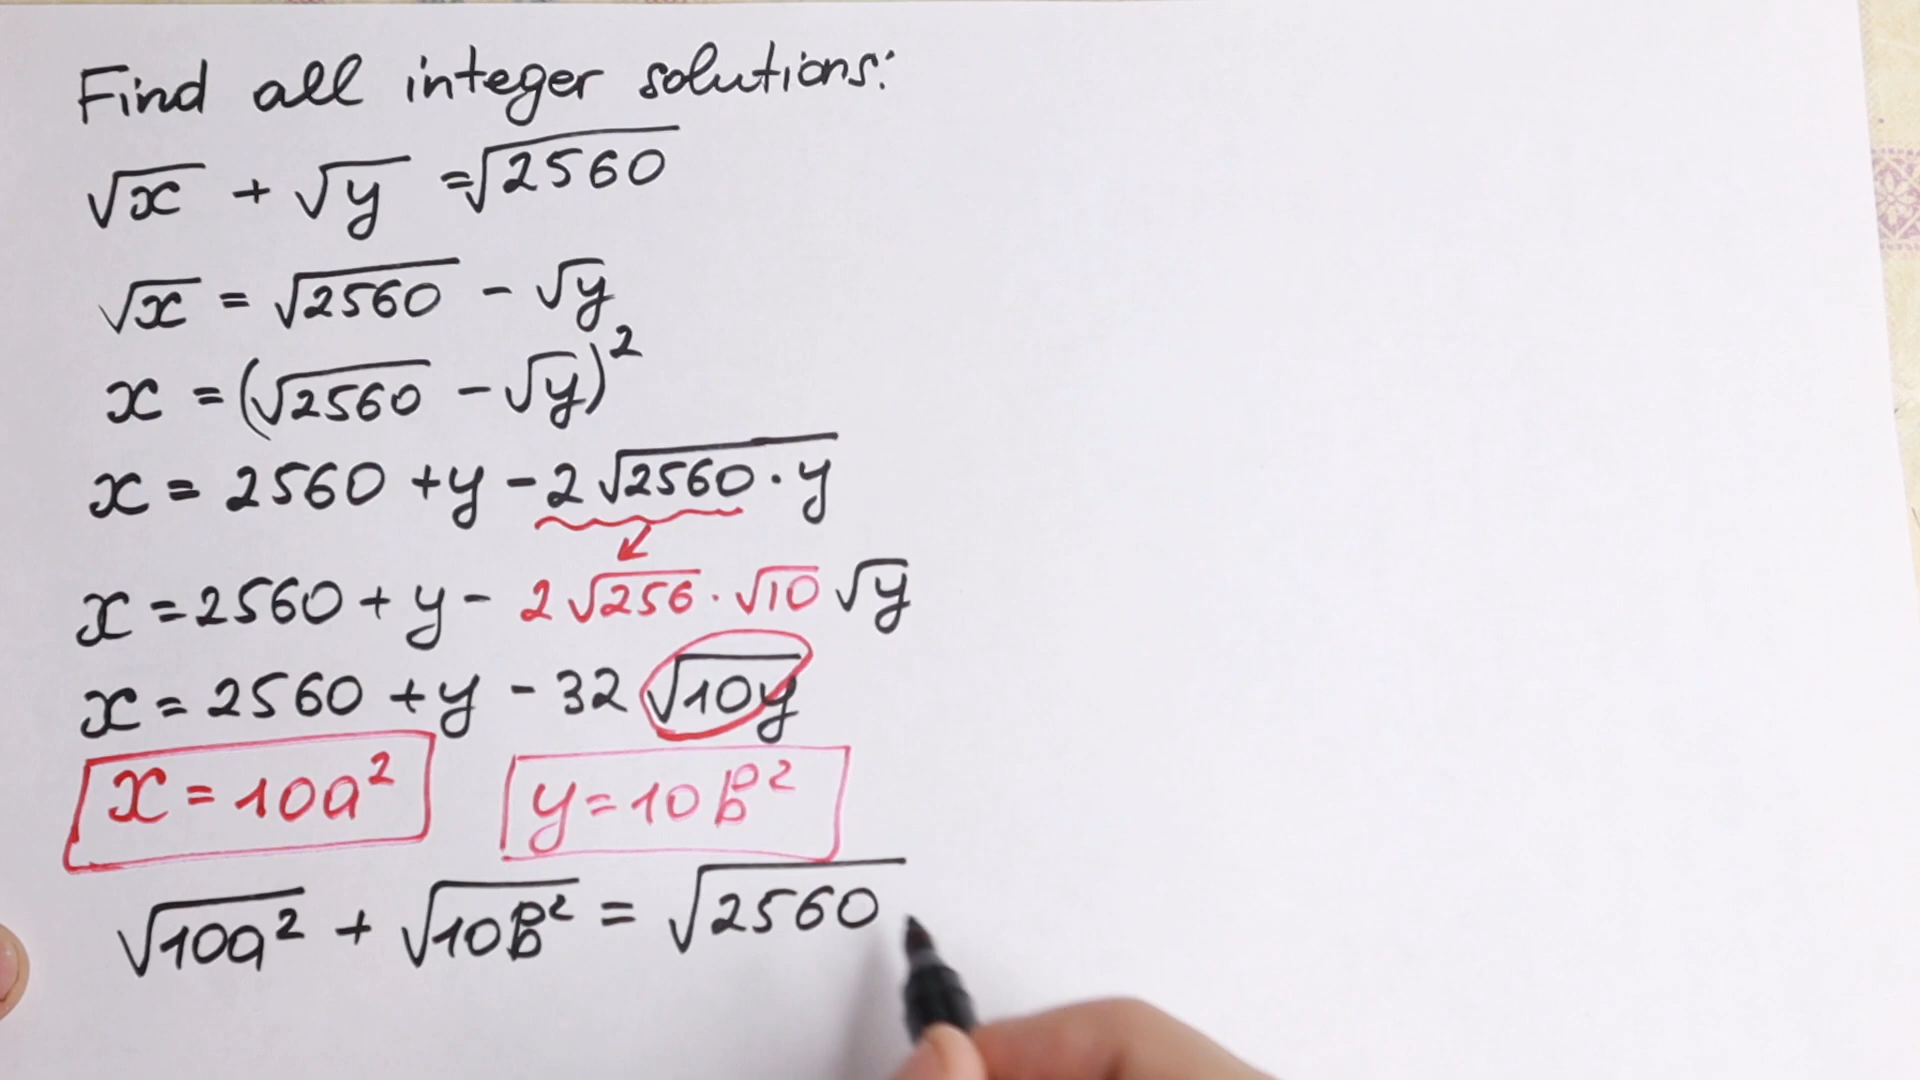 Find all integer solutions:
√x + √y = √2560
√x = √2560 - √y
x = (√2560 - √y)²
x = 2560 + y - 2√2560·y
x = 2560 + y - 2√256·√10 √y
x = 2560 + y - 32√10y
x = 10a² y = 10b²
√10a² + √10b² = √2560